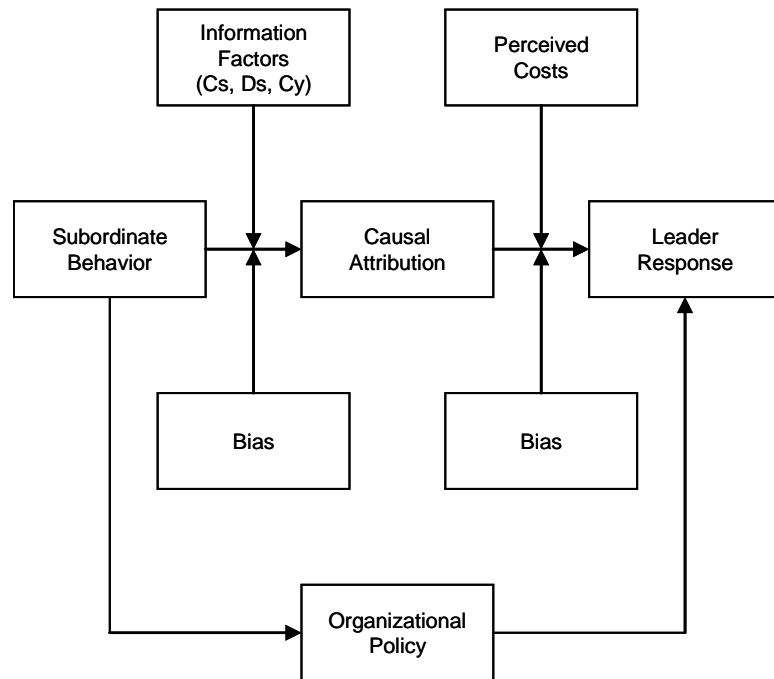 Information
Factors
(Cs, Ds, Cy)
Perceived
Costs
Subordinate
Behavior
Causal
Attribution
Leader
Response
Bias
Bias
Organizational
Policy